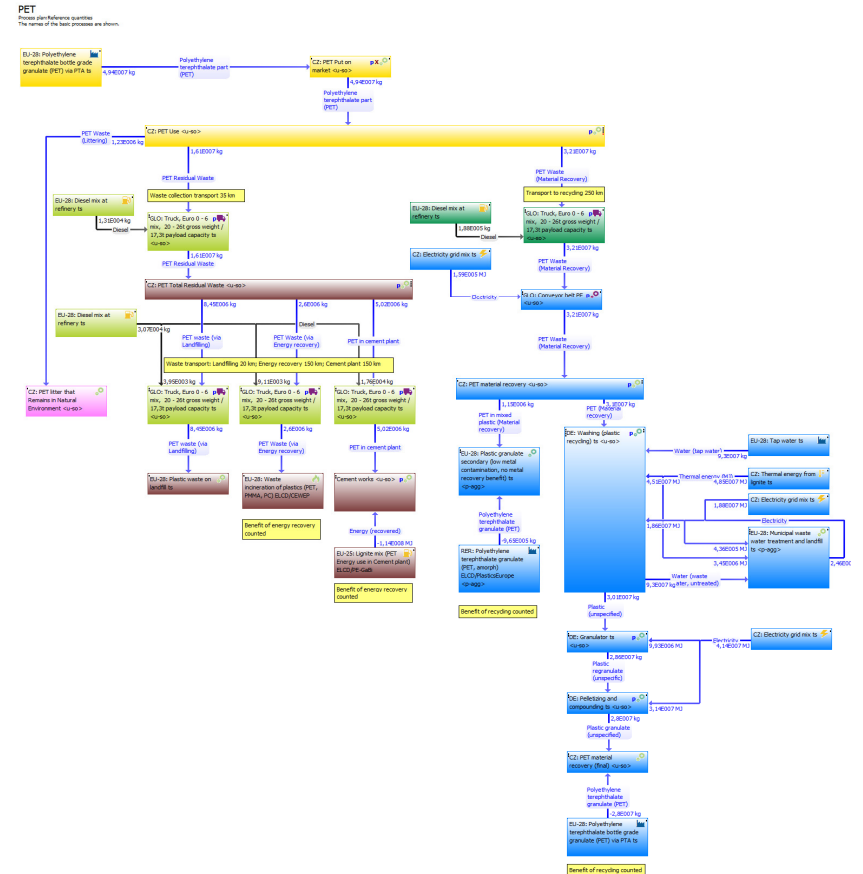 PET
Process plan:Reference quantities
The names of the basic processes are shown.
EU-28: Polyethylene
terephthalate bottle grade
granulate (PET) via PTA ts
4,94E007 kg
Polyethylene
terephthalate part
(PET)
CZ: PET Put on
market <u-so>
pX
4,94E007 kg
Polyethylene
terephthalate part
(PET)
CZ: PET Use <u-so>
p
PET Waste
(Littering)
1,23E006 kg
1,61E007 kg
PET Residual Waste
Waste collection transport 35 km
EU-28: Diesel mix at
refinery ts
1,31E004 kg
Diesel
GLO: Truck, Euro 0 - 6
mix, 20 - 26t gross weight /
17,3t payload capacity ts
<u-so>
p
1,61E007 kg
PET Residual Waste
CZ: PET Total Residual Waste <u-so>
p
8,45E006 kg
2,6E006 kg
5,02E006 kg
EU-28: Diesel mix at
refinery ts
3,07E004 kg
Diesel
PET waste (via
Landfilling)
PET Waste (via
Energy recovery)
PET in cement plant
Waste transport: Landfilling 20 km; Energy recovery 150 km; Cement plant 150 km
3,95E003 kg
9,11E003 kg
1,76E004 kg
CZ: PET litter that
Remains in Natural
Environment <u-so>
GLO: Truck, Euro 0 - 6
mix, 20 - 26t gross weight /
17,3t payload capacity ts
<u-so>
p
GLO: Truck, Euro 0 - 6
mix, 20 - 26t gross weight /
17,3t payload capacity ts
<u-so>
p
GLO: Truck, Euro 0 - 6
mix, 20 - 26t gross weight /
17,3t payload capacity ts
<u-so>
p
8,45E006 kg
2,6E006 kg
5,02E006 kg
PET waste (via
Landfilling)
PET Waste (via
Energy recovery)
PET in cement plant
EU-28: Plastic waste on
landfill ts
EU-28: Waste
incineration of plastics (PET,
PMMA, PC) ELCD/CEWEP
Cement works <u-so>
p
Benefit of energy recovery
counted
Energy (recovered)
-1,14E008 MJ
EU-25: Lignite mix (PET
Energy use in Cement plant)
ELCD/PE-GaBi
Benefit of energy recovery
counted
3,21E007 kg
PET Waste
(Material Recovery)
Transport to recycling 250 km
EU-28: Diesel mix at
refinery ts
1,88E005 kg
Diesel
GLO: Truck, Euro 0 - 6
mix, 20 - 26t gross weight /
17,3t payload capacity ts
<u-so>
p
3,21E007 kg
CZ: Electricity grid mix ts
1,59E005 MJ
PET Waste
(Material Recovery)
Electricity
GLO: Conveyor belt PE
<u-so>
p
3,21E007 kg
PET Waste
(Material Recovery)
CZ: PET material recovery <u-so>
p
1,15E006 kg
3,1E007 kg
PET in mixed
plastic (Material
recovery)
PET (Material
recovery)
EU-28: Plastic granulate
secondary (low metal
contamination, no metal
recovery benefit) ts
<p-agg>
Polyethylene
terephthalate
granulate (PET)
-9,65E005 kg
RER: Polyethylene
terephthalate granulate
(PET, amorph)
ELCD/PlasticsEurope
<p-agg>
Benefit of recycling counted
DE: Washing (plastic
recycling) ts <u-so>
p
Water (tap water)
9,3E007 kg
EU-28: Tap water ts
Thermal energy (MJ)
4,51E007 MJ
4,85E007 MJ
CZ: Thermal energy from
lignite ts
1,88E007 MJ
CZ: Electricity grid mix ts
Electricity
1,86E007 MJ
4,36E005 MJ
3,45E006 MJ
EU-28: Municipal waste
water treatment and landfill
ts <p-agg>
2,46E00
Water (waste
water, untreated)
9,3E007 kg
3,01E007 kg
Plastic
(unspecified)
DE: Granulator ts
<u-so>
p
9,93E006 MJ
Electricity
4,14E007 MJ
CZ: Electricity grid mix ts
2,86E007 kg
Plastic
regranulate
(unspecific)
DE: Pelletizing and
compounding ts <u-so>
p
3,14E007 MJ
2,8E007 kg
Plastic granulate
(unspecified)
CZ: PET material
recovery (final) <u-so>
Polyethylene
terephthalate
granulate (PET)
-2,8E007 kg
EU-28: Polyethylene
terephthalate bottle grade
granulate (PET) via PTA ts
Benefit of recycling counted